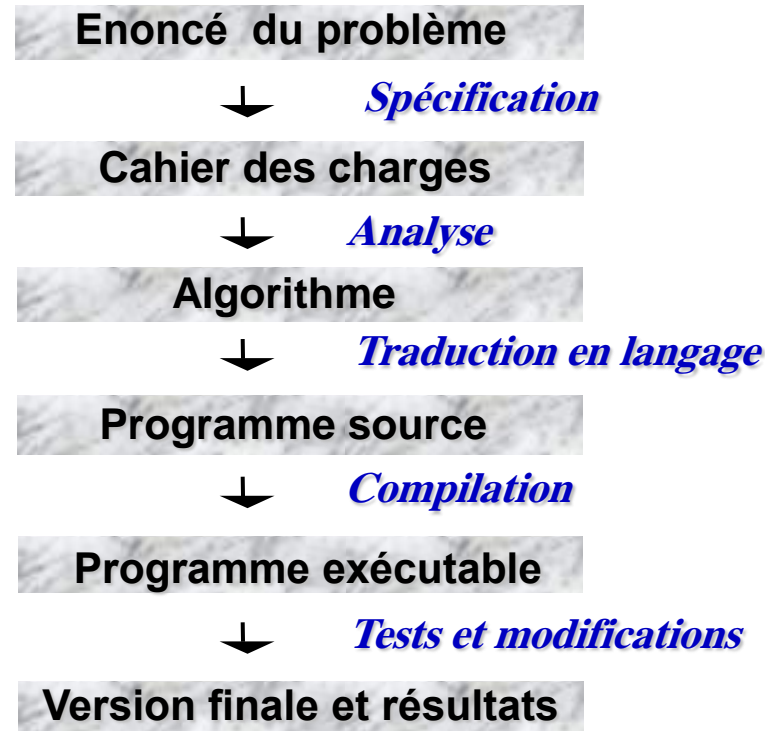 Enoncé du problème
Spécification
Cahier des charges
Analyse
Algorithme
Traduction en langage
Programme source
Compilation
Programme exécutable
Tests et modifications
Version finale et résultats